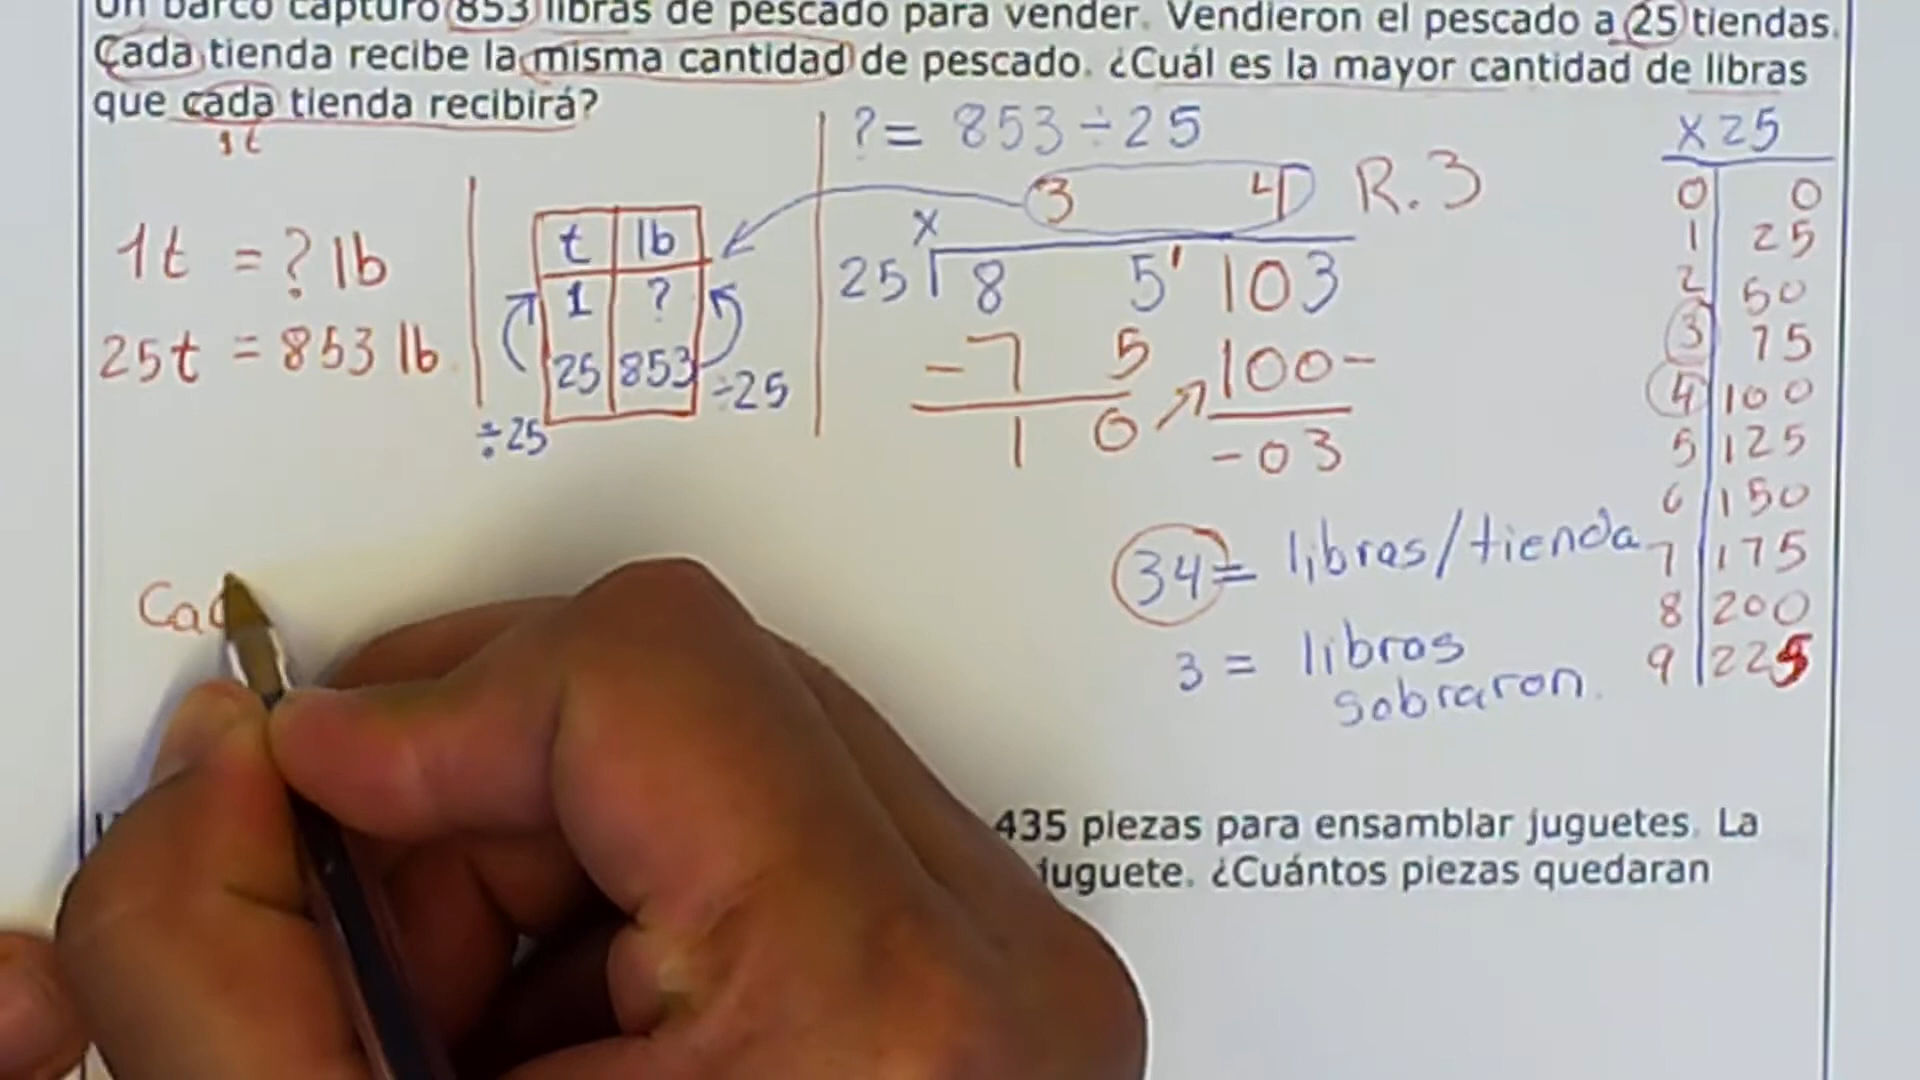 Un barco capturó 853 libras de pescado para vender. Vendieron el pescado a 25 tiendas.
Cada tienda recibe la misma cantidad de pescado. ¿Cuál es la mayor cantidad de libras
que cada tienda recibirá?
1t
1t = ? lb
25t = 853 lb.
t lb
1 ?
25 853
÷25
÷25
? = 853 ÷ 25
3 4 R. 3
x
25 8 5' 103
- 7 5 100 -
1 0 - 03
34 = libras/tienda
3 = libras
sobraron.
x 25
0 0
1 25
2 50
3 75
4 100
5 125
6 150
7 175
8 200
9 225
Cad
435 piezas para ensamblar juguetes. La
juguete. ¿Cuántos piezas quedaran